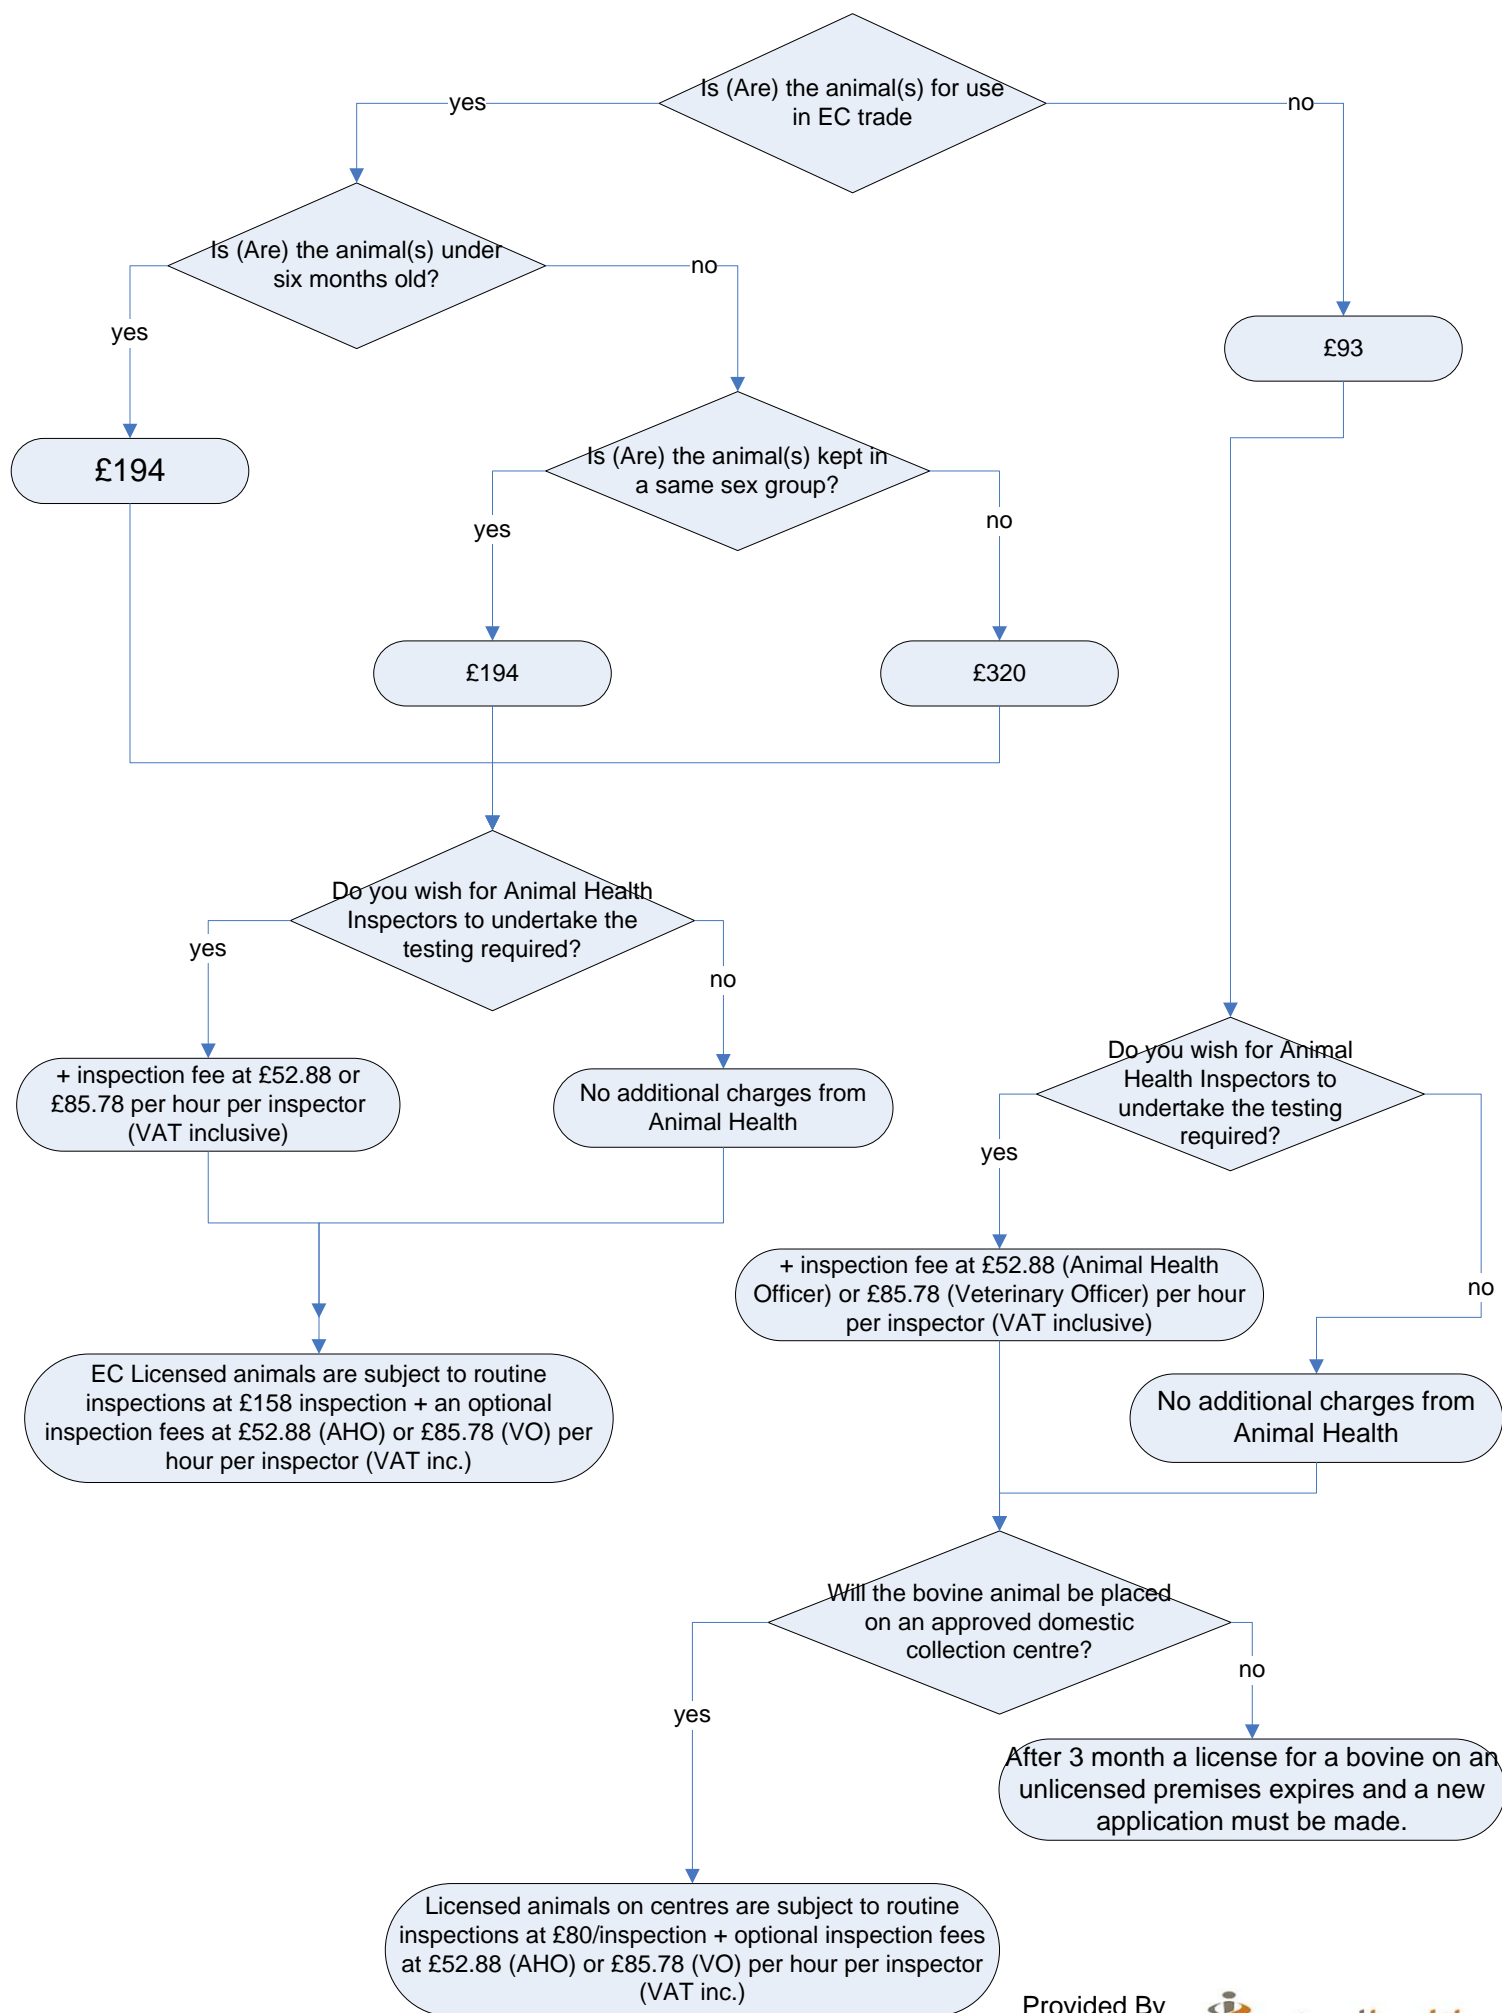 Is (Are) the animal(s) for use
in EC trade
yes
no
Is (Are) the animal(s) under
six months old?
no
yes
£93
£194
Is (Are) the animal(s) kept in
a same sex group?
yes
no
£194
£320
Do you wish for Animal Health
Inspectors to undertake the
testing required?
yes
no
+ inspection fee at £52.88 or
£85.78 per hour per inspector
(VAT inclusive)
No additional charges from
Animal Health
Do you wish for Animal
Health Inspectors to
undertake the testing
required?
yes
no
+ inspection fee at £52.88 (Animal Health
Officer) or £85.78 (Veterinary Officer) per hour
per inspector (VAT inclusive)
EC Licensed animals are subject to routine
inspections at £158 inspection + an optional
inspection fees at £52.88 (AHO) or £85.78 (VO) per
hour per inspector (VAT inc.)
No additional charges from
Animal Health
Will the bovine animal be placed
on an approved domestic
collection centre?
yes
no
After 3 month a license for a bovine on an
unlicensed premises expires and a new
application must be made.
Licensed animals on centres are subject to routine
inspections at £80/inspection + optional inspection fees
at £52.88 (AHO) or £85.78 (VO) per hour per inspector
(VAT inc.)
Provided By